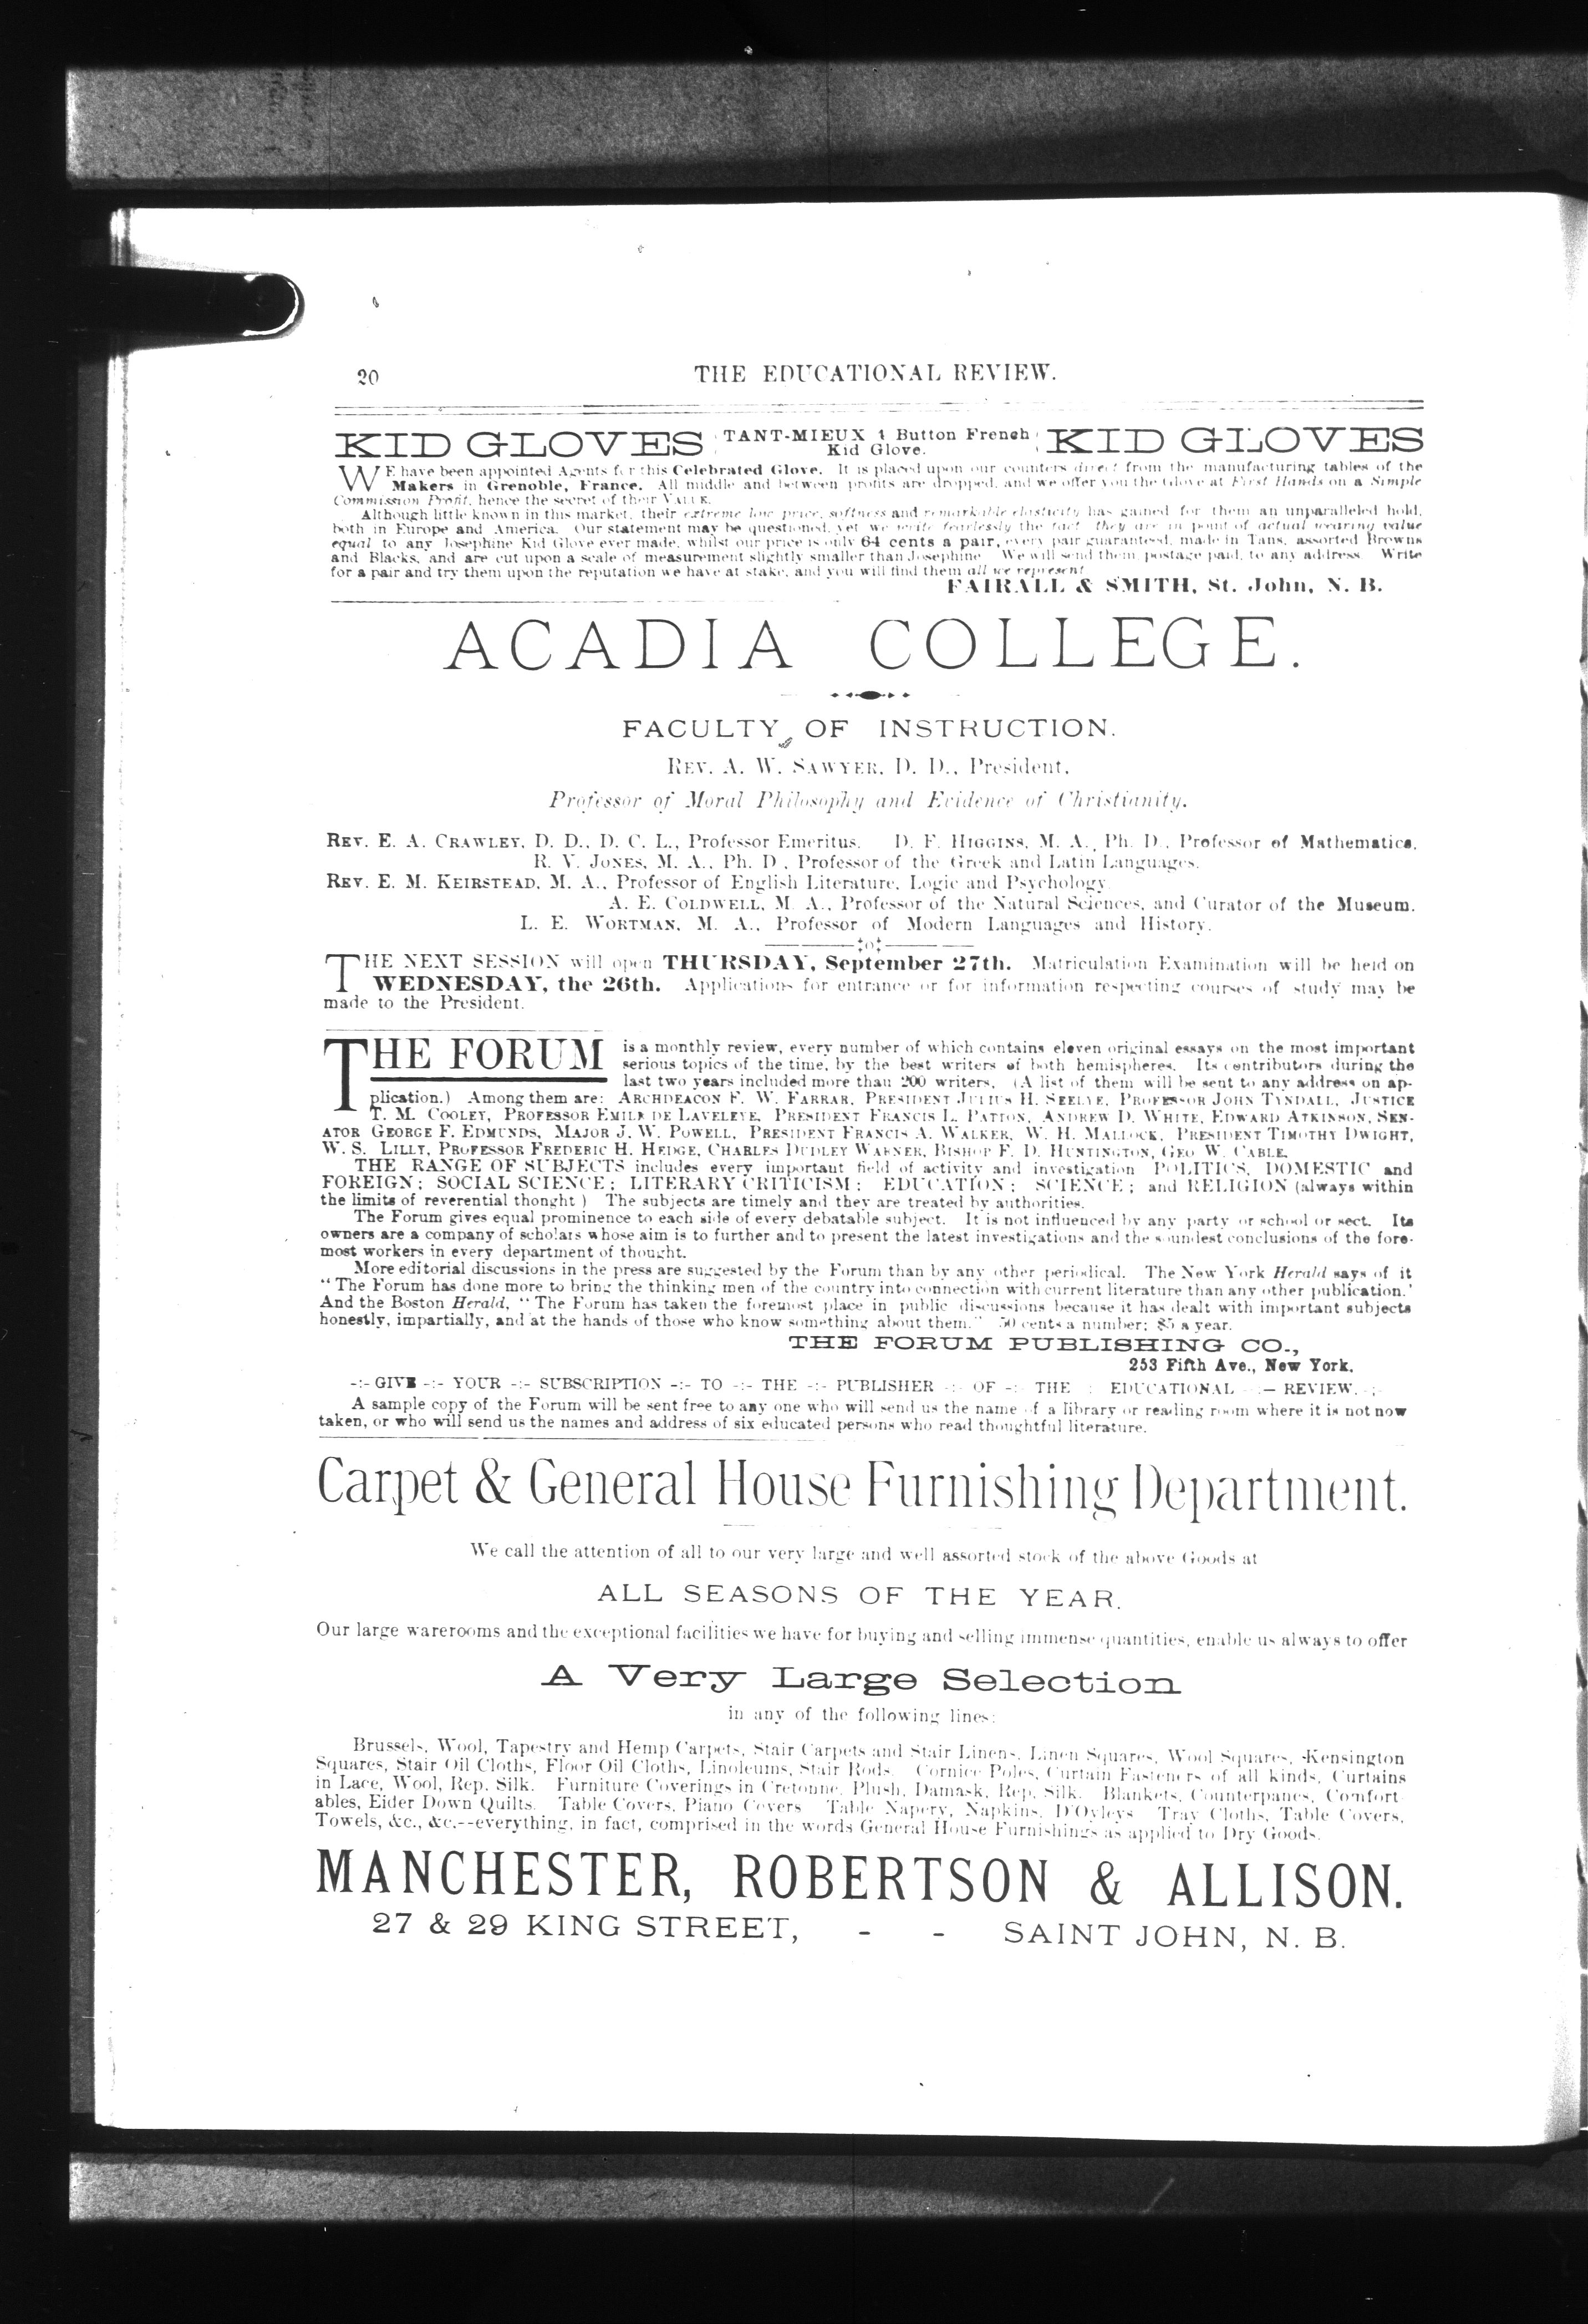 20 THE EDUCATIONAL REVIEW.
KID GLOVES TANT-MIEUX 4 Button French Kid Glove. KID GLOVES
WE have been appointed Agents for this Celebrated Glove. It is placed upon our counters direct from the manufacturing tables of the
Makers in Grenoble, France. All middle and between profits are dropped, and we offer you the Glove at First Hands on a Simple
Commission Profit, hence the secret of their VALUE.
Although little known in this market, their extreme low price, softness and remarkable elasticity has gained for them an unparalleled hold,
both in Europe and America. Our statement may be questioned, yet we write fearlessly the fact they are in point of actual wearing value
equal to any Josephine Kid Glove ever made, whilst our price is only 64 cents a pair, every pair guaranteed, made in Tans, assorted Browns
and Blacks, and are cut upon a scale of measurement slightly smaller than Josephine We will send them, postage paid, to any address. Write
for a pair and try them upon the reputation we have at stake, and you will find them all we represent
FAIRALL & SMITH, St. John, N. B.
ACADIA COLLEGE.
FACULTY OF INSTRUCTION.
REV. A. W. SAWYER, D. D., President,
Professor of Moral Philosophy and Evidence of Christianity.
REV. E. A. CRAWLEY, D. D., D. C. L., Professor Emeritus. D. F. HIGGINS, M. A., Ph. D., Professor of Mathematics.
R. V. JONES, M. A., Ph. D., Professor of the Greek and Latin Languages.
REV. E. M. KEIRSTEAD, M. A., Professor of English Literature, Logic and Psychology
A. E. COLDWELL, M. A., Professor of the Natural Sciences, and Curator of the Museum.
L. E. WORTMAN, M. A., Professor of Modern Languages and History.
THE NEXT SESSION will open THURSDAY, September 27th. Matriculation Examination will be held on
WEDNESDAY, the 26th. Applications for entrance or for information respecting courses of study may be
made to the President.
THE FORUM is a monthly review, every number of which contains eleven original essays on the most important
serious topics of the time, by the best writers of both hemispheres. Its contributors during the
last two years included more than 200 writers. (A list of them will be sent to any address on ap-
plication.) Among them are: ARCHDEACON F. W. FARRAR, PRESIDENT JULIUS H. SEELYE, PROFESSOR JOHN TYNDALL, JUSTICE
T. M. COOLEY, PROFESSOR EMILE DE LAVELEYE, PRESIDENT FRANCIS L. PATTON, ANDREW D. WHITE, EDWARD ATKINSON, SEN-
ATOR GEORGE F. EDMUNDS, MAJOR J. W. POWELL, PRESIDENT FRANCIS A. WALKER, W. H. MALLOCK, PRESIDENT TIMOTHY DWIGHT,
W. S. LILLY, PROFESSOR FREDERIC H. HEDGE, CHARLES DUDLEY WARNER, BISHOP F. D. HUNTINGTON, GEO W. CABLE.
THE RANGE OF SUBJECTS includes every important field of activity and investigation POLITICS, DOMESTIC and
FOREIGN; SOCIAL SCIENCE; LITERARY CRITICISM; EDUCATION; SCIENCE; and RELIGION (always within
the limits of reverential thonght ) The subjects are timely and they are treated by authorities.
The Forum gives equal prominence to each side of every debatable subject. It is not influenced by any party or school or sect. Its
owners are a company of scholars whose aim is to further and to present the latest investigations and the soundest conclusions of the fore-
most workers in every department of thought.
More editorial discussions in the press are suggested by the Forum than by any other periodical. The New York Herald says of it
"The Forum has done more to bring the thinking men of the country into connection with current literature than any other publication.'
And the Boston Herald, "The Forum has taken the foremost place in public discussions because it has dealt with important subjects
honestly, impartially, and at the hands of those who know something about them." 50 cents a number; $5 a year.
THE FORUM PUBLISHING CO.,
253 Fifth Ave., New York.
-:- GIVE -:- YOUR -:- SUBSCRIPTION -:- TO -:- THE -:- PUBLISHER -:- OF -:- THE : EDUCATIONAL -:- REVIEW. -:-
A sample copy of the Forum will be sent free to any one who will send us the name of a library or reading room where it is not now
taken, or who will send us the names and address of six educated persons who read thoughtful literature.
Carpet & General House Furnishing Department.
We call the attention of all to our very large and well assorted stock of the above Goods at
ALL SEASONS OF THE YEAR.
Our large warerooms and the exceptional facilities we have for buying and selling immense quantities, enable us always to offer
A Very Large Selection
in any of the following lines:
Brussels, Wool, Tapestry and Hemp Carpets, Stair Carpets and Stair Linens, Linen Squares, Wool Squares, Kensington
Squares, Stair Oil Cloths, Floor Oil Cloths, Linoleums, Stair Rods. Cornice Poles, Curtain Fasteners of all kinds, Curtains
in Lace, Wool, Rep. Silk. Furniture Coverings in Cretonne, Plush, Damask, Rep, Silk. Blankets, Counterpanes, Comfort-
ables, Eider Down Quilts. Table Covers, Piano Covers Table Napery, Napkins, D'Oyleys Tray Cloths, Table Covers,
Towels, &c., &c.--everything, in fact, comprised in the words General House Furnishings as applied to Dry Goods.
MANCHESTER, ROBERTSON & ALLISON.
27 & 29 KING STREET, - - SAINT JOHN, N. B.